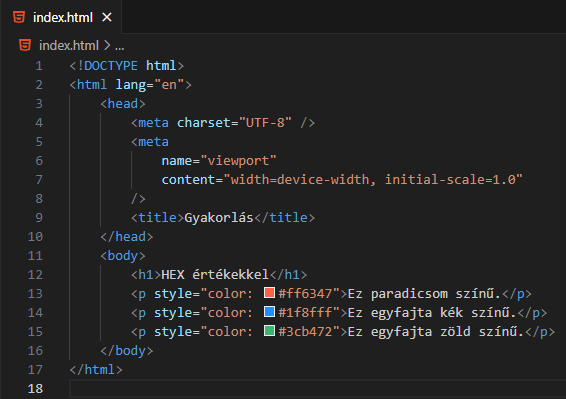 index.html ×
index.html > ...
1 <!DOCTYPE html>
2 <html lang="en">
3 <head>
4 <meta charset="UTF-8" />
5 <meta
6 name="viewport"
7 content="width=device-width, initial-scale=1.0"
8 />
9 <title>Gyakorlás</title>
10 </head>
11 <body>
12 <h1>HEX értékekkel</h1>
13 <p style="color: #ff6347">Ez paradicsom színű.</p>
14 <p style="color: #1f8fff">Ez egyfajta kék színű.</p>
15 <p style="color: #3cb472">Ez egyfajta zöld színű.</p>
16 </body>
17 </html>
18